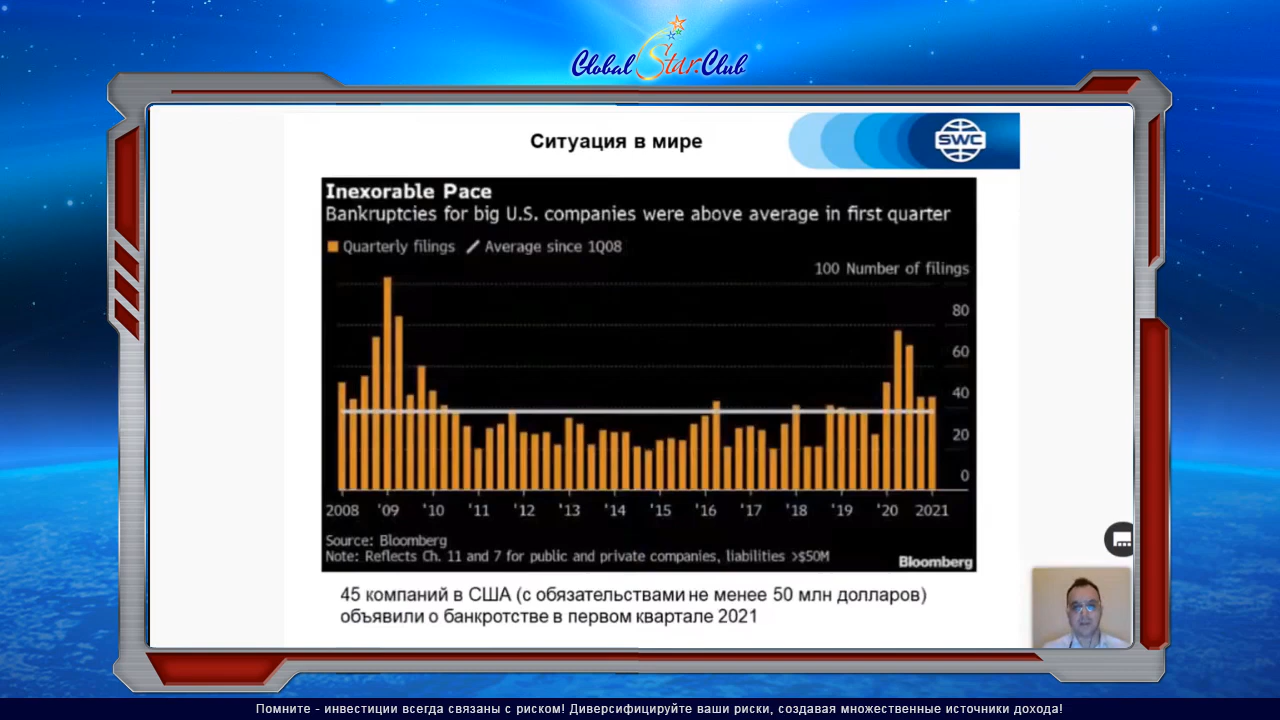 Global Star.Club
Ситуация в мире
SWC
Inexorable Pace
Bankruptcies for big U.S. companies were above average in first quarter
Quarterly filings Average since 1Q08
100 Number of filings
80
60
40
20
0
2008 '09 '10 '11 '12 '13 '14 '15 '16 '17 '18 '19 '20 2021
Source: Bloomberg
Note: Reflects Ch. 11 and 7 for public and private companies, liabilities >$50M
Bloomberg
45 компаний в США (с обязательствами не менее 50 млн долларов)
объявили о банкротстве в первом квартале 2021
Помните - инвестиции всегда связаны с риском! Диверсифицируйте ваши риски, создавая множественные источники дохода!